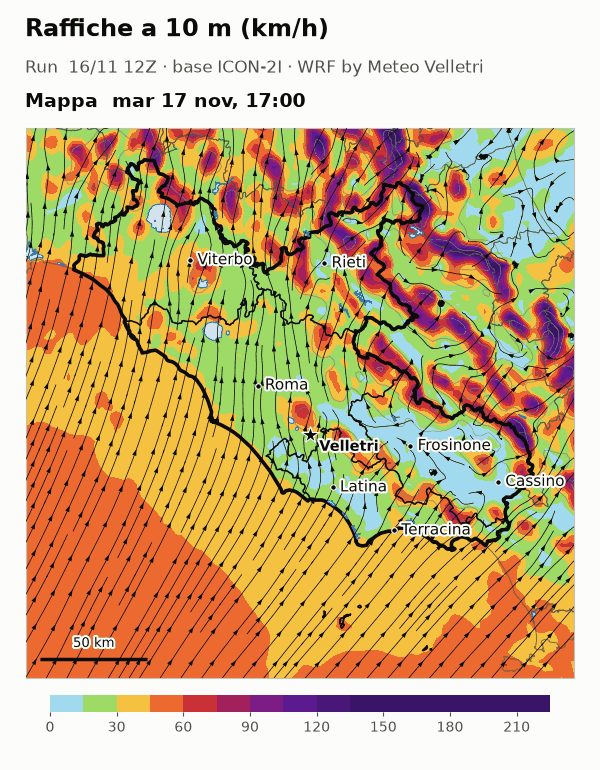 Raffiche a 10 m (km/h)
Run 16/11 12Z · base ICON-2I · WRF by Meteo Velletri
Mappa mar 17 nov, 17:00
Viterbo
Rieti
Roma
Velletri
Frosinone
Latina
Cassino
Terracina
50 km
0 30 60 90 120 150 180 210